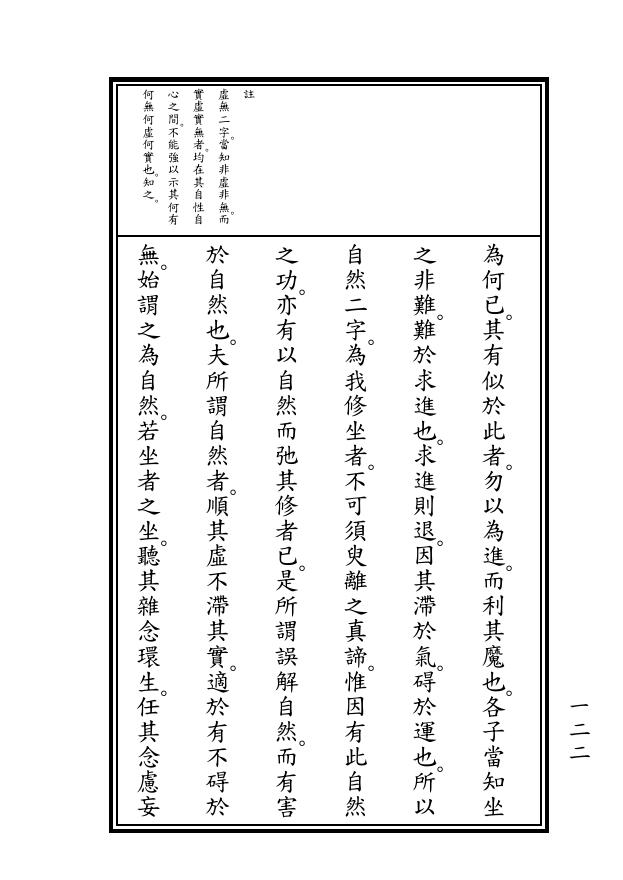 註
虛無二字。當知非虛非無。而
實虛實無者。均在其自性自
心之間。不能強以示其何有
何無何虛何實也。知之。
為何已。其有似於此者。勿以為進。而利其魔也。各子當知坐
之非難。難於求進也。求進則退。因其滯於氣。碍於運也。所以
自然二字。為我修坐者。不可須臾離之真諦。惟因有此自然
之功。亦有以自然而弛其修者已。是所謂誤解自然。而有害
於自然也。夫所謂自然者。順其虛不滯其實。適於有不碍於
無。始謂之為自然。若坐者之坐。聽其雜念環生。任其念慮妄
一二二